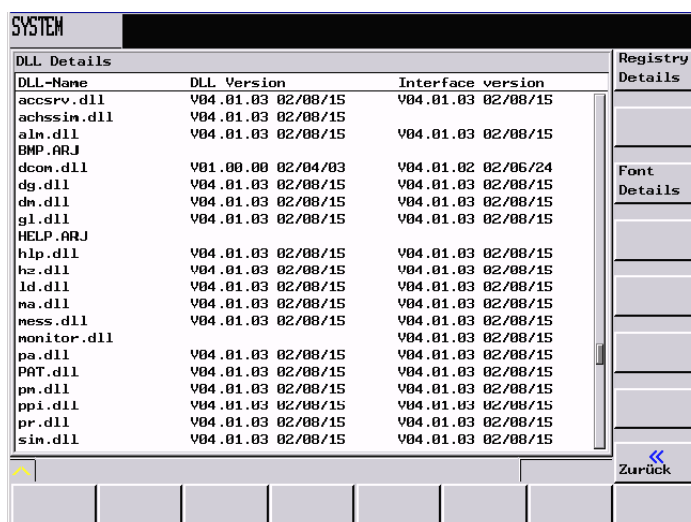 SYSTEM
DLL Details
DLL-Name DLL Version Interface version
accsrv.dll V04.01.03 02/08/15 V04.01.03 02/08/15
achssim.dll V04.01.03 02/08/15
alm.dll V04.01.03 02/08/15 V04.01.03 02/08/15
BMP.ARJ
dcom.dll V01.00.00 02/04/03 V04.01.02 02/06/24
dg.dll V04.01.03 02/08/15 V04.01.03 02/08/15
dm.dll V04.01.03 02/08/15 V04.01.03 02/08/15
gl.dll V04.01.03 02/08/15 V04.01.03 02/08/15
HELP.ARJ
hlp.dll V04.01.03 02/08/15 V04.01.03 02/08/15
hz.dll V04.01.03 02/08/15 V04.01.03 02/08/15
ld.dll V04.01.03 02/08/15 V04.01.03 02/08/15
ma.dll V04.01.03 02/08/15 V04.01.03 02/08/15
mess.dll V04.01.03 02/08/15 V04.01.03 02/08/15
monitor.dll V04.01.03 02/08/15
pa.dll V04.01.03 02/08/15 V04.01.03 02/08/15
PAT.dll V04.01.03 02/08/15 V04.01.03 02/08/15
pm.dll V04.01.03 02/08/15 V04.01.03 02/08/15
ppi.dll V04.01.03 02/08/15 V04.01.03 02/08/15
pr.dll V04.01.03 02/08/15 V04.01.03 02/08/15
sim.dll V04.01.03 02/08/15 V04.01.03 02/08/15
Registry
Details
Font
Details
Zurück